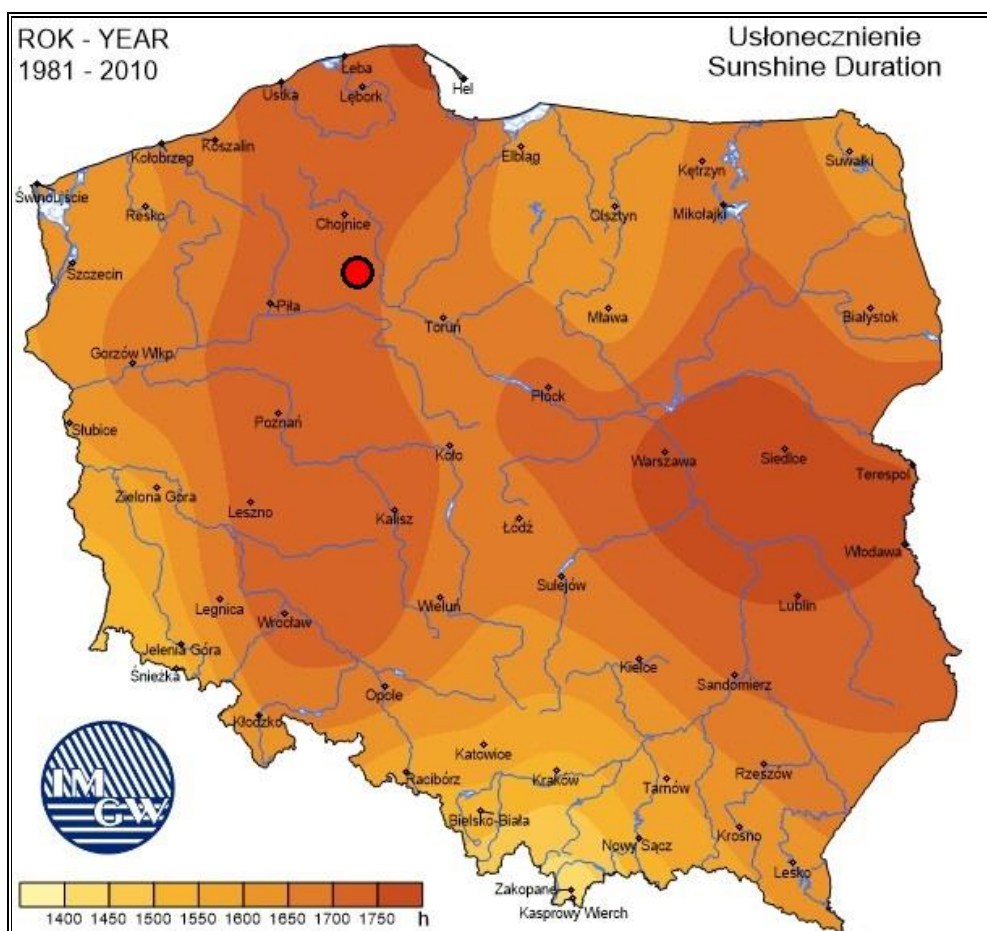 ROK - YEAR
1981 - 2010
Usłonecznienie
Sunshine Duration
Łeba
Hel
Ustka
Lębork
Koszalin
Kołobrzeg
Elbląg
Suwałki
Kętrzyn
Świnoujście
Resko
Chojnice
Olsztyn
Mikołajki
Szczecin
Piła
Toruń
Mława
Białystok
Gorzów Wlkp.
Płock
Poznań
Słubice
Koło
Warszawa
Siedlce
Terespol
Zielona Góra
Leszno
Kalisz
Łódź
Włodawa
Sulejów
Legnica
Wieluń
Lublin
Wrocław
Jelenia Góra
Śnieżka
Kielce
Sandomierz
Opole
Kłodzko
Katowice
Racibórz
Kraków
Tarnów
Rzeszów
Bielsko-Biała
Nowy Sącz
Krosno
Lesko
Zakopane
Kasprowy Wierch
IM
GW
1400 1450 1500 1550 1600 1650 1700 1750 h